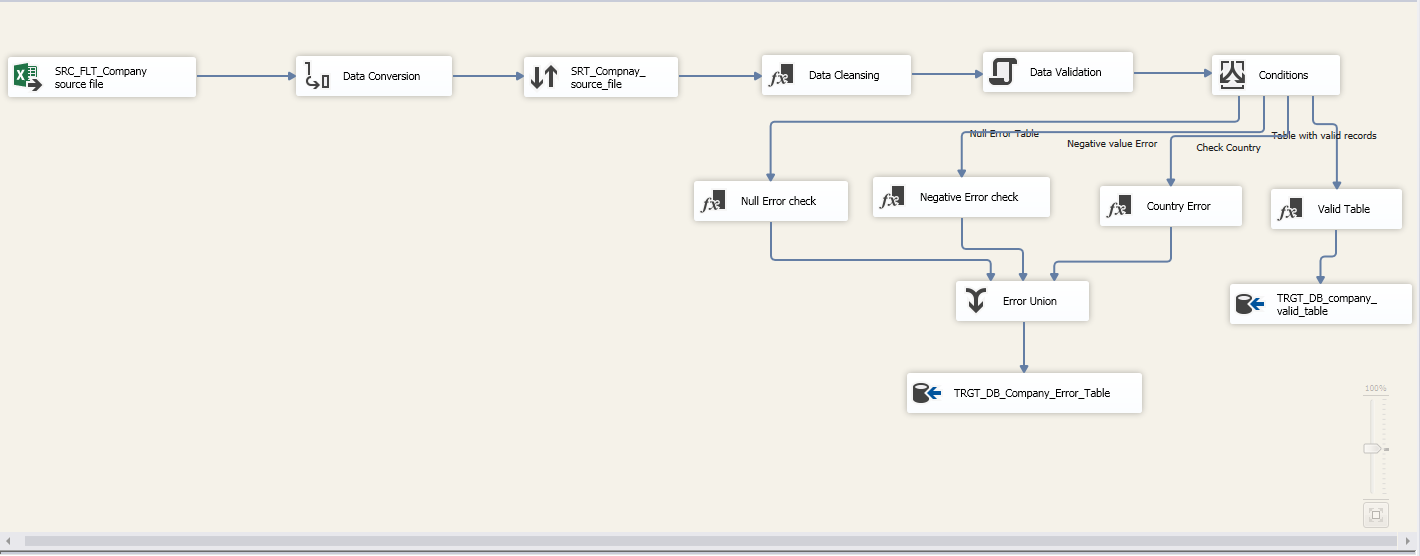 SRC_FLT_Company
source file
Data Conversion
SRT_Compnay_
source_file
Data Cleansing
Data Validation
Conditions
Null Error Table
Negative value Error
Check Country
Table with valid records
Null Error check
Negative Error check
Country Error
Valid Table
Error Union
TRGT_DB_company_
valid_table
TRGT_DB_Company_Error_Table
100%